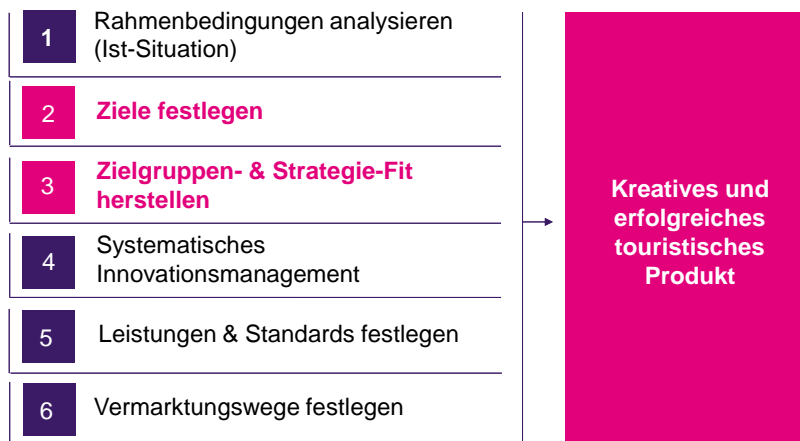 1
Rahmenbedingungen analysieren
(Ist-Situation)
2
Ziele festlegen
3
Zielgruppen- & Strategie-Fit
herstellen
4
Systematisches
Innovationsmanagement
5
Leistungen & Standards festlegen
6
Vermarktungswege festlegen
Kreatives und
erfolgreiches
touristisches
Produkt